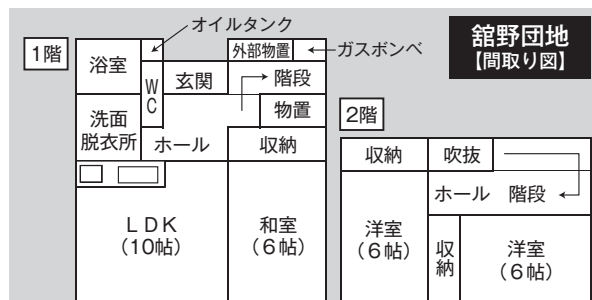 舘野団地
【間取り図】
1階
オイルタンク
外部物置
ガスボンベ
浴室
WC
玄関
階段
物置
洗面
脱衣所
ホール
収納
LDK
(10帖)
和室
(6帖)
2階
収納
吹抜
ホール 階段
洋室
(6帖)
収納
洋室
(6帖)